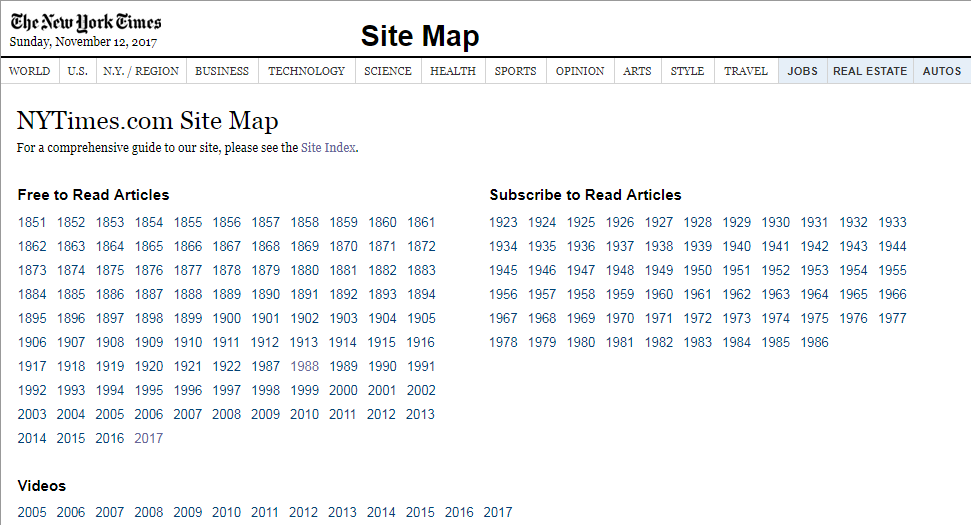 The New York Times
Sunday, November 12, 2017
Site Map
WORLD U.S. N.Y. / REGION BUSINESS TECHNOLOGY SCIENCE HEALTH SPORTS OPINION ARTS STYLE TRAVEL JOBS REAL ESTATE AUTOS
NYTimes.com Site Map
For a comprehensive guide to our site, please see the Site Index.
Free to Read Articles
1851 1852 1853 1854 1855 1856 1857 1858 1859 1860 1861
1862 1863 1864 1865 1866 1867 1868 1869 1870 1871 1872
1873 1874 1875 1876 1877 1878 1879 1880 1881 1882 1883
1884 1885 1886 1887 1888 1889 1890 1891 1892 1893 1894
1895 1896 1897 1898 1899 1900 1901 1902 1903 1904 1905
1906 1907 1908 1909 1910 1911 1912 1913 1914 1915 1916
1917 1918 1919 1920 1921 1922 1987 1988 1989 1990 1991
1992 1993 1994 1995 1996 1997 1998 1999 2000 2001 2002
2003 2004 2005 2006 2007 2008 2009 2010 2011 2012 2013
2014 2015 2016 2017
Subscribe to Read Articles
1923 1924 1925 1926 1927 1928 1929 1930 1931 1932 1933
1934 1935 1936 1937 1938 1939 1940 1941 1942 1943 1944
1945 1946 1947 1948 1949 1950 1951 1952 1953 1954 1955
1956 1957 1958 1959 1960 1961 1962 1963 1964 1965 1966
1967 1968 1969 1970 1971 1972 1973 1974 1975 1976 1977
1978 1979 1980 1981 1982 1983 1984 1985 1986
Videos
2005 2006 2007 2008 2009 2010 2011 2012 2013 2014 2015 2016 2017